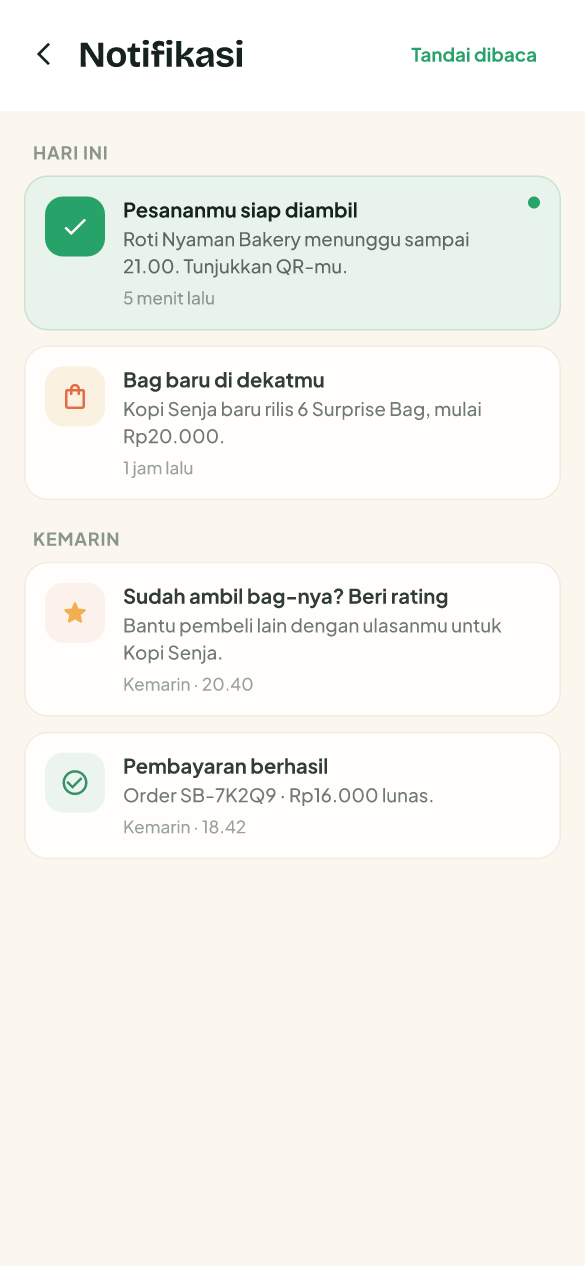 Notifikasi
Tandai dibaca
HARI INI
Pesananmu siap diambil
Roti Nyaman Bakery menunggu sampai
21.00. Tunjukkan QR-mu.
5 menit lalu
Bag baru di dekatmu
Kopi Senja baru rilis 6 Surprise Bag, mulai
Rp20.000.
1 jam lalu
KEMARIN
Sudah ambil bag-nya? Beri rating
Bantu pembeli lain dengan ulasanmu untuk
Kopi Senja.
Kemarin · 20.40
Pembayaran berhasil
Order SB-7K2Q9 · Rp16.000 lunas.
Kemarin · 18.42